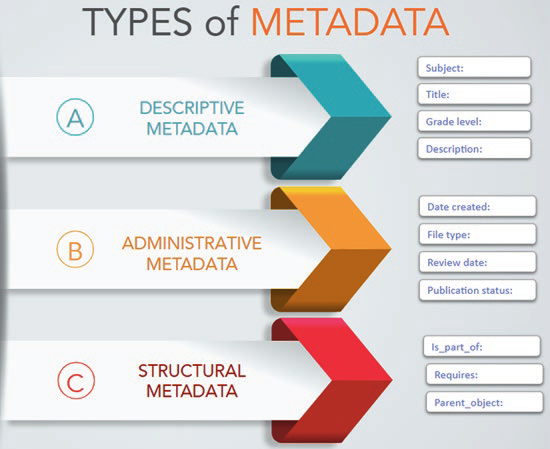 TYPES of METADATA
A
DESCRIPTIVE
METADATA
Subject:
Title:
Grade level:
Description:
B
ADMINISTRATIVE
METADATA
Date created:
File type:
Review date:
Publication status:
C
STRUCTURAL
METADATA
Is_part_of:
Requires:
Parent_object: